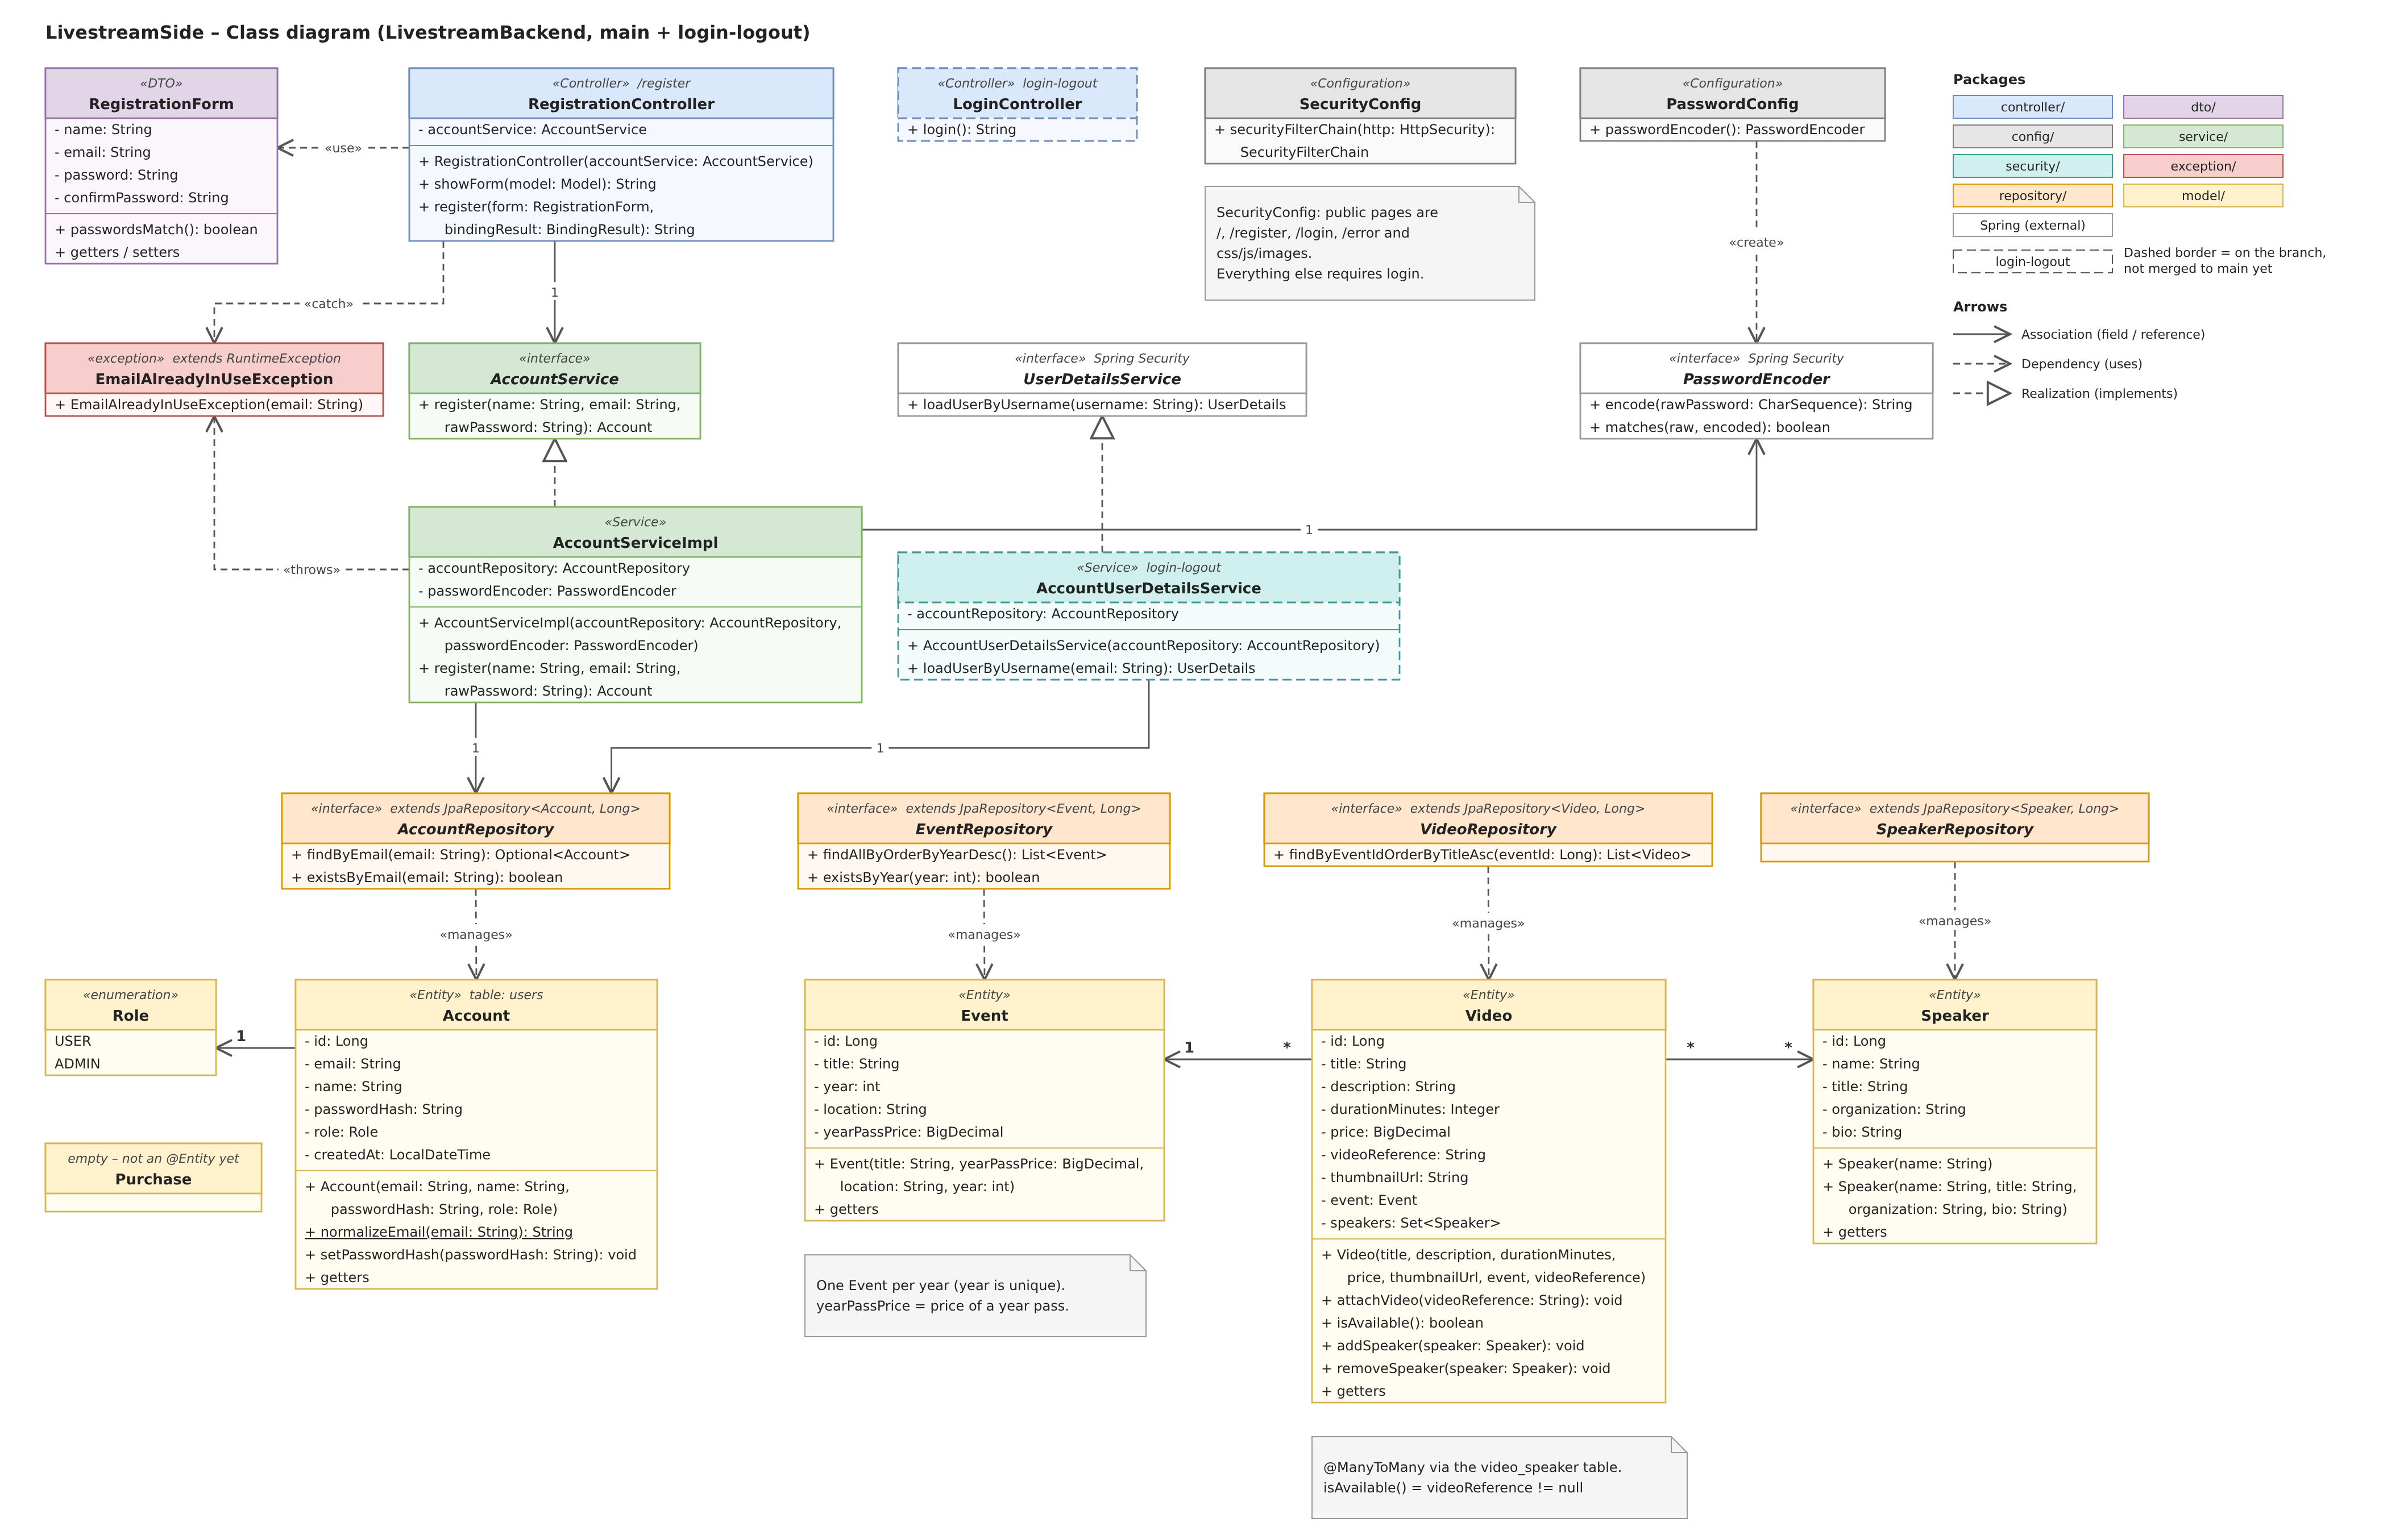 LivestreamSide – Class diagram (LivestreamBackend, main + login-logout)
«DTO»
RegistrationForm
- name: String
- email: String
- password: String
- confirmPassword: String
+ passwordsMatch(): boolean
+ getters / setters
«use»
«Controller» /register
RegistrationController
- accountService: AccountService
+ RegistrationController(accountService: AccountService)
+ showForm(model: Model): String
+ register(form: RegistrationForm,
bindingResult: BindingResult): String
«Controller» login-logout
LoginController
+ login(): String
«Configuration»
SecurityConfig
+ securityFilterChain(http: HttpSecurity):
SecurityFilterChain
SecurityConfig: public pages are
/, /register, /login, /error and
css/js/images.
Everything else requires login.
«Configuration»
PasswordConfig
+ passwordEncoder(): PasswordEncoder
«create»
Packages
controller/
dto/
config/
service/
security/
exception/
repository/
model/
Spring (external)
login-logout
Dashed border = on the branch,
not merged to main yet
Arrows
Association (field / reference)
Dependency (uses)
Realization (implements)
«catch»
1
«exception» extends RuntimeException
EmailAlreadyInUseException
+ EmailAlreadyInUseException(email: String)
«interface»
AccountService
+ register(name: String, email: String,
rawPassword: String): Account
«interface» Spring Security
UserDetailsService
+ loadUserByUsername(username: String): UserDetails
«interface» Spring Security
PasswordEncoder
+ encode(rawPassword: CharSequence): String
+ matches(raw, encoded): boolean
«throws»
«Service»
AccountServiceImpl
- accountRepository: AccountRepository
- passwordEncoder: PasswordEncoder
+ AccountServiceImpl(accountRepository: AccountRepository,
passwordEncoder: PasswordEncoder)
+ register(name: String, email: String,
rawPassword: String): Account
1
«Service» login-logout
AccountUserDetailsService
- accountRepository: AccountRepository
+ AccountUserDetailsService(accountRepository: AccountRepository)
+ loadUserByUsername(email: String): UserDetails
1
1
«interface» extends JpaRepository<Account, Long>
AccountRepository
+ findByEmail(email: String): Optional<Account>
+ existsByEmail(email: String): boolean
«interface» extends JpaRepository<Event, Long>
EventRepository
+ findAllByOrderByYearDesc(): List<Event>
+ existsByYear(year: int): boolean
«interface» extends JpaRepository<Video, Long>
VideoRepository
+ findByEventIdOrderByTitleAsc(eventId: Long): List<Video>
«interface» extends JpaRepository<Speaker, Long>
SpeakerRepository
«manages»
«manages»
«manages»
«manages»
«enumeration»
Role
USER
ADMIN
1
empty – not an @Entity yet
Purchase
«Entity» table: users
Account
- id: Long
- email: String
- name: String
- passwordHash: String
- role: Role
- createdAt: LocalDateTime
+ Account(email: String, name: String,
passwordHash: String, role: Role)
+ normalizeEmail(email: String): String
+ setPasswordHash(passwordHash: String): void
+ getters
«Entity»
Event
- id: Long
- title: String
- year: int
- location: String
- yearPassPrice: BigDecimal
+ Event(title: String, yearPassPrice: BigDecimal,
location: String, year: int)
+ getters
One Event per year (year is unique).
yearPassPrice = price of a year pass.
1
*
«Entity»
Video
- id: Long
- title: String
- description: String
- durationMinutes: Integer
- price: BigDecimal
- videoReference: String
- thumbnailUrl: String
- event: Event
- speakers: Set<Speaker>
+ Video(title, description, durationMinutes,
price, thumbnailUrl, event, videoReference)
+ attachVideo(videoReference: String): void
+ isAvailable(): boolean
+ addSpeaker(speaker: Speaker): void
+ removeSpeaker(speaker: Speaker): void
+ getters
@ManyToMany via the video_speaker table.
isAvailable() = videoReference != null
*
*
«Entity»
Speaker
- id: Long
- name: String
- title: String
- organization: String
- bio: String
+ Speaker(name: String)
+ Speaker(name: String, title: String,
organization: String, bio: String)
+ getters